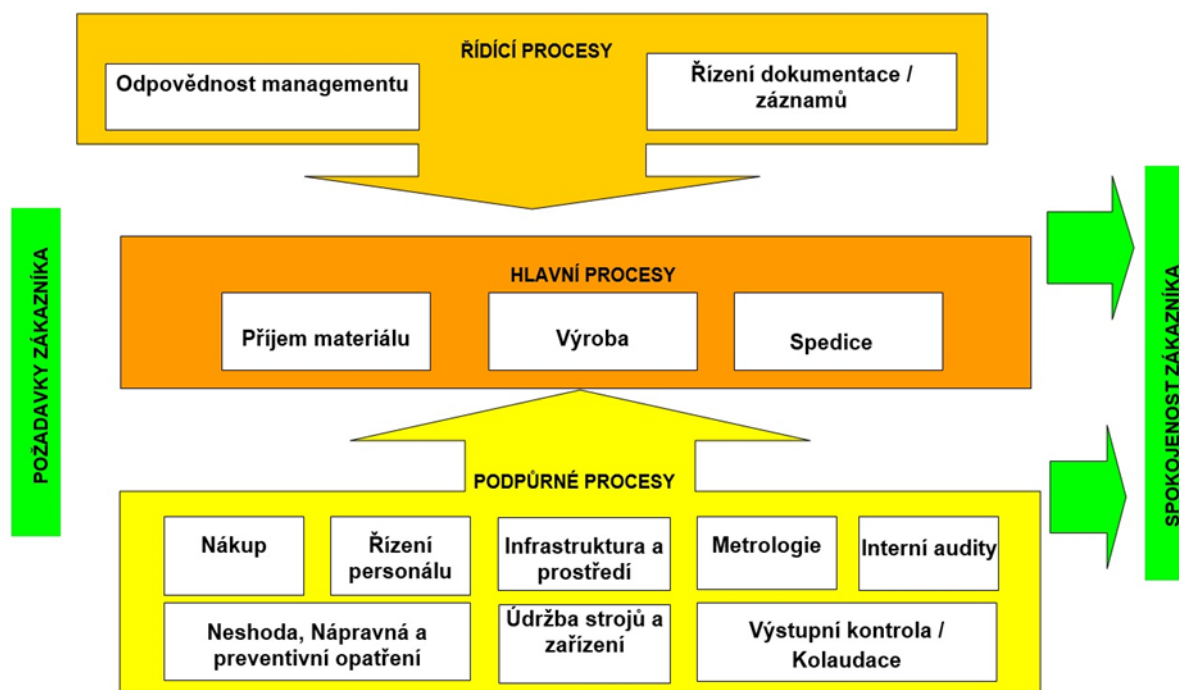 ŘÍDÍCÍ PROCESY
Odpovědnost managementu
Řízení dokumentace /
záznamů
POŽADAVKY ZÁKAZNÍKA
HLAVNÍ PROCESY
Příjem materiálu
Výroba
Spedice
SPOKOJENOST ZÁKAZNÍKA
PODPŮRNÉ PROCESY
Nákup
Řízení
personálu
Infrastruktura a
prostředí
Metrologie
Interní audity
Neshoda, Nápravná a
preventivní opatření
Údržba strojů a
zařízení
Výstupní kontrola /
Kolaudace